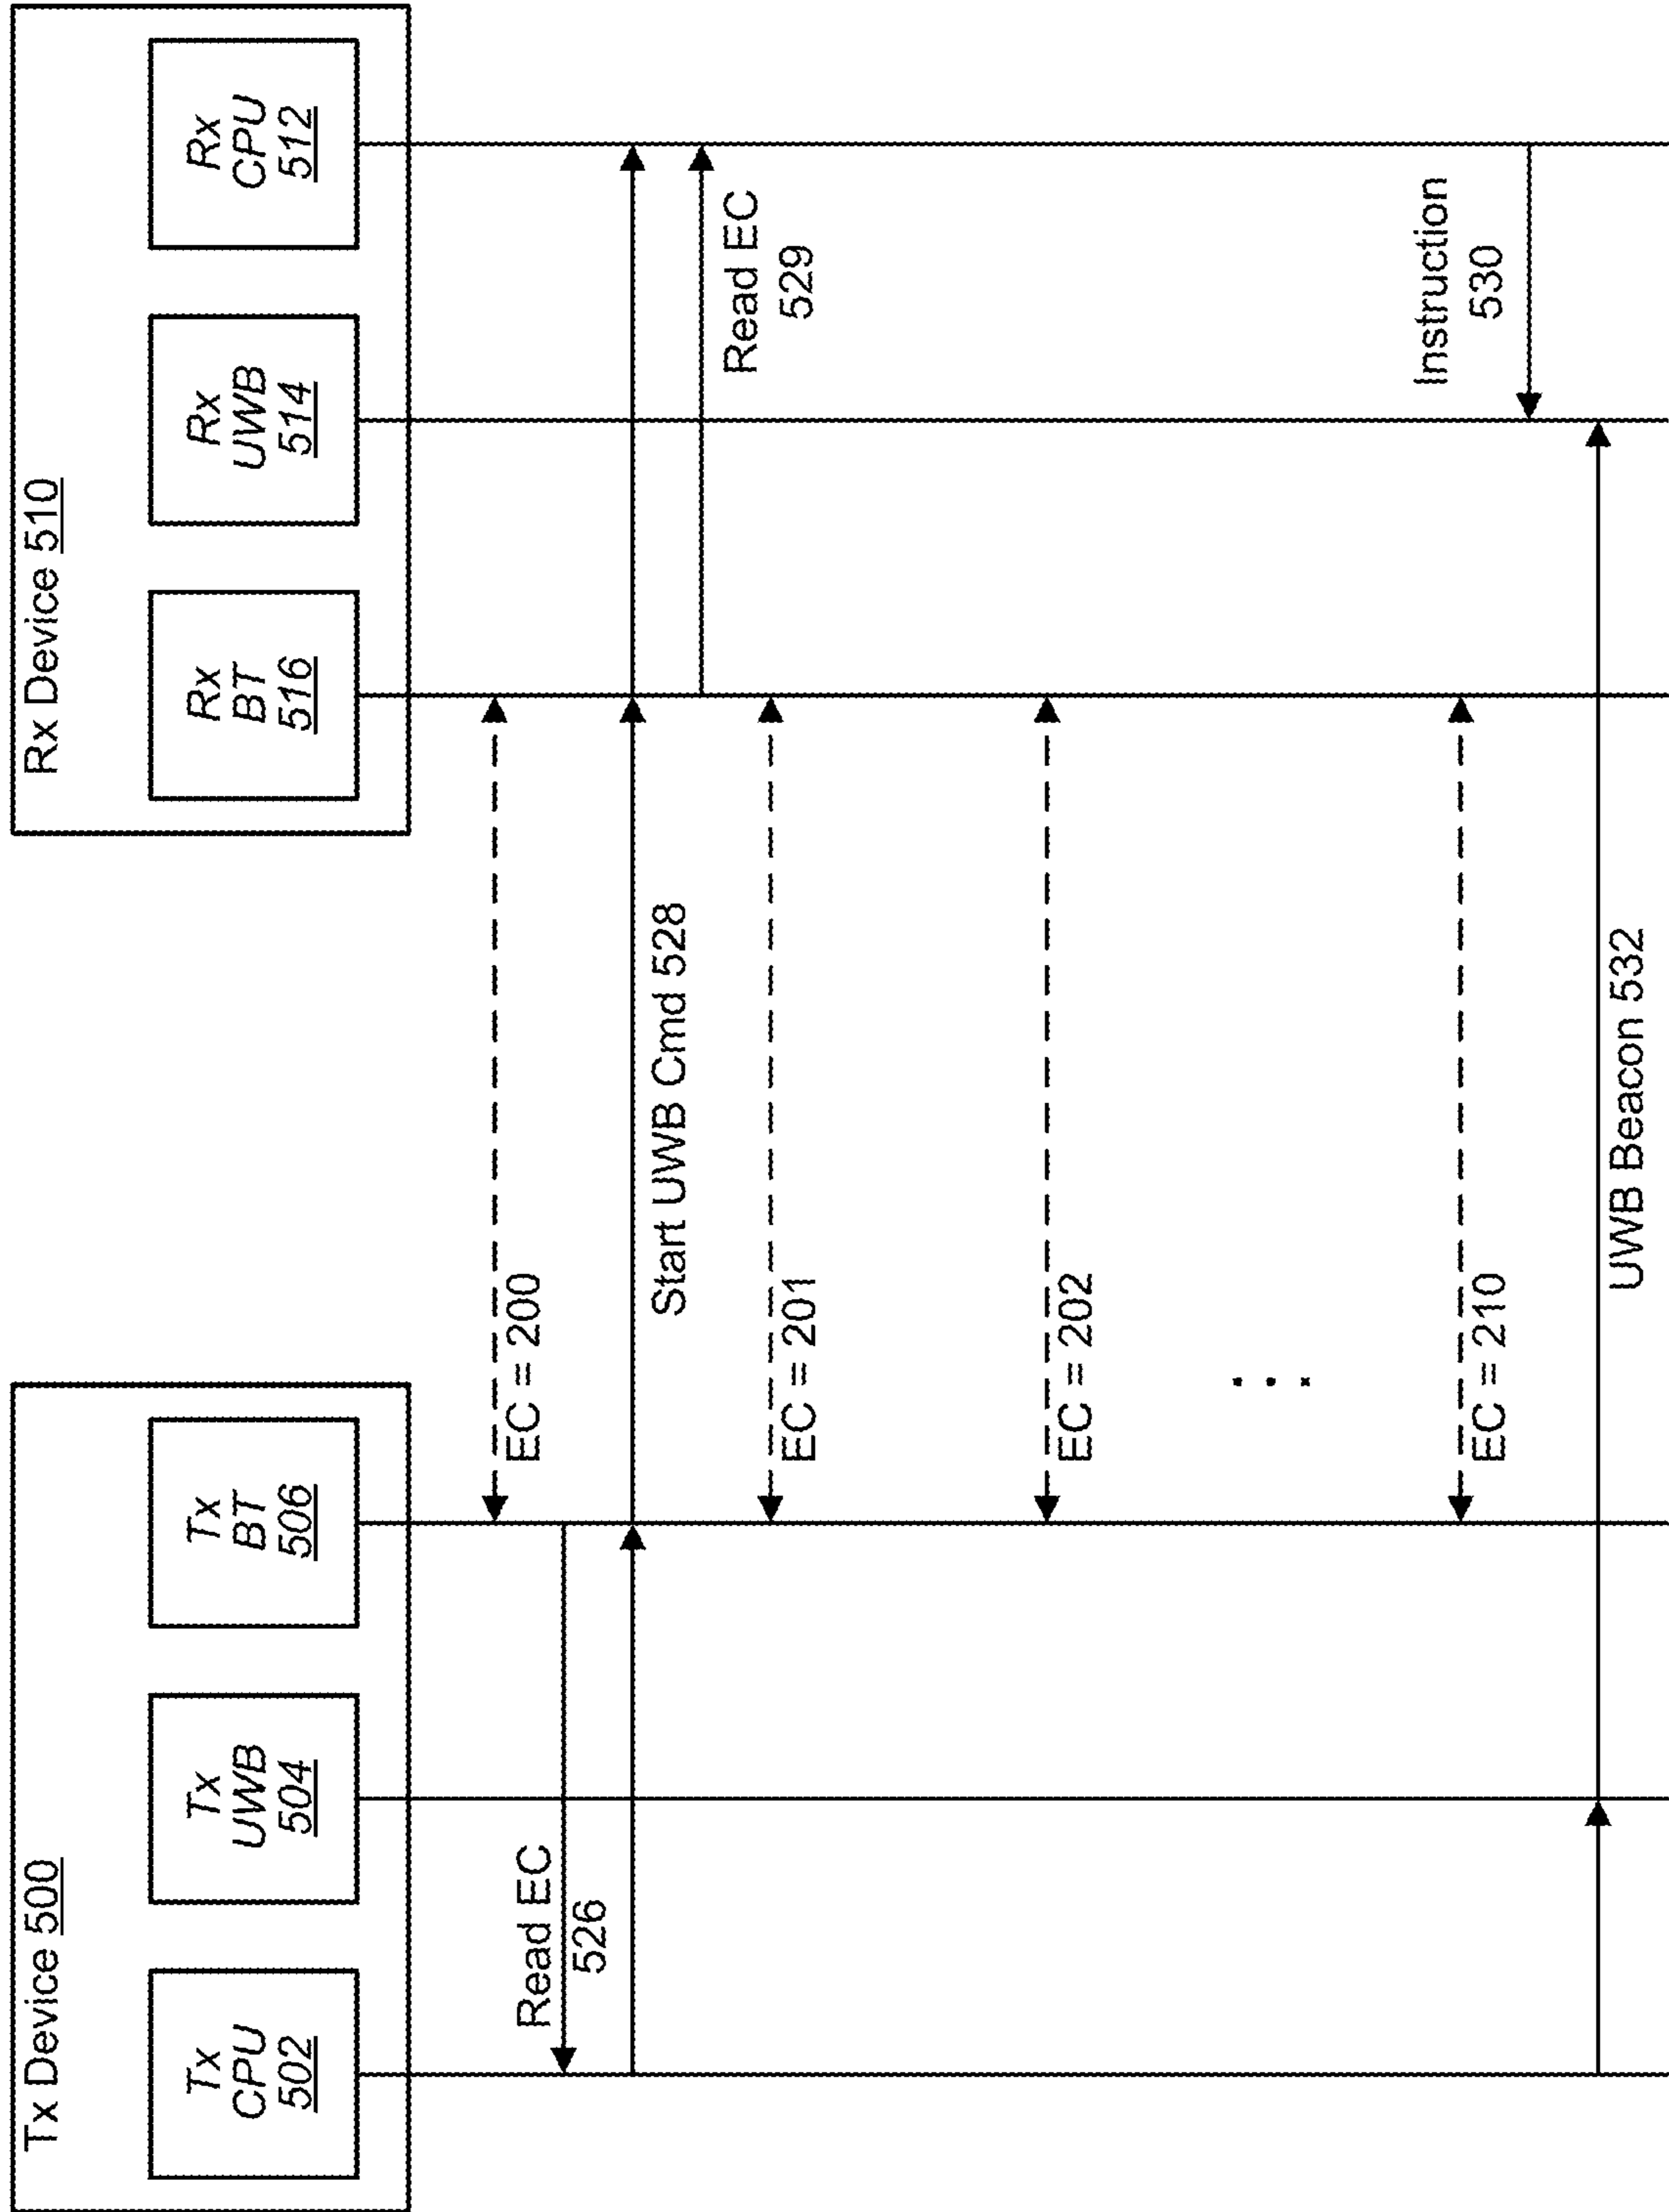 Tx Device 500
Tx
CPU
502
Tx
UWB
504
Tx
BT
506
Rx Device 510
Rx
BT
516
Rx
UWB
514
Rx
CPU
512
EC = 200
Read EC
526
Start UWB Cmd 528
Read EC
529
EC = 201
EC = 202
. . .
EC = 210
Instruction
530
UWB Beacon 532